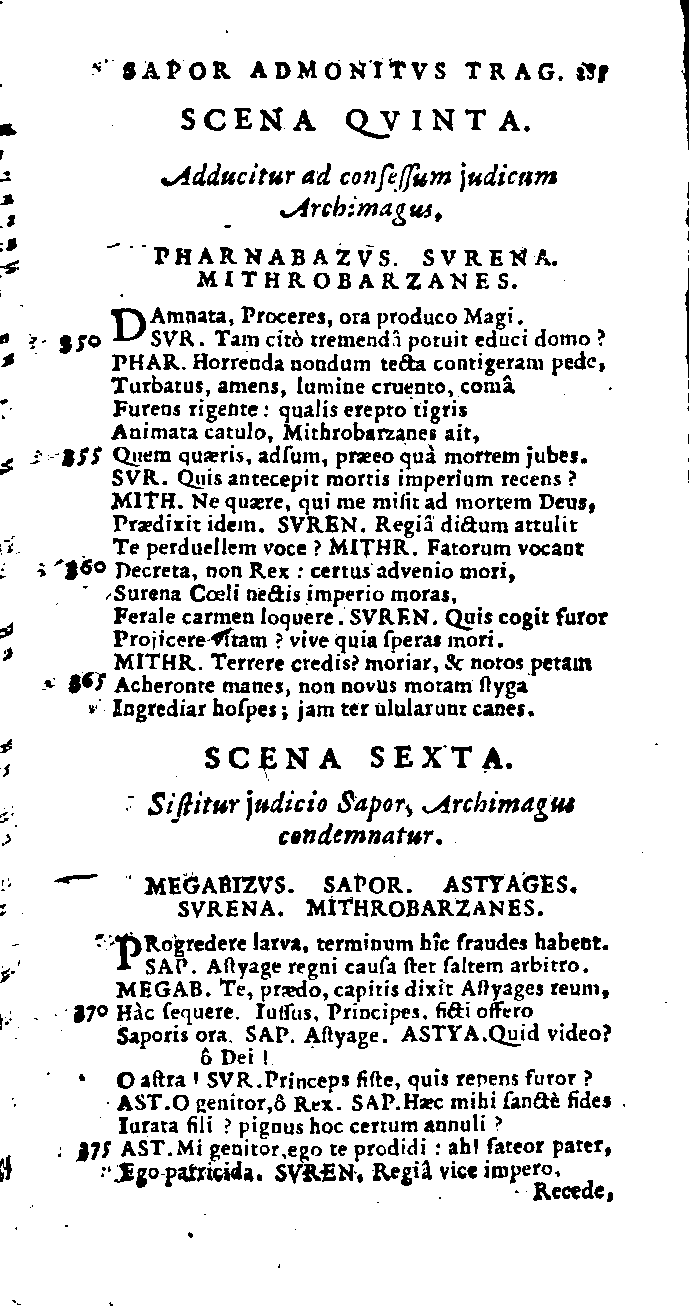 SAPOR ADMONITVS TRAG.
SCENA QVINTA.
Adducitur ad conſeſſum judicum
Archimagus,
PHARNABAZVS. SVRENA.
MITHROBARZANES.
DAmnata, Proceres, ora produco Magi.
850 SVR. Tam citò tremendâ potuit educi domo ?
PHAR. Horrenda nondum tecta contigeram pede,
Turbatus, amens, lumine cruento, comâ
Furens rigente : qualis erepto tigris
Animata catulo, Mithrobarzanes ait,
855 Quem quæris, adſum, præeo quà mortem jubes.
SVR. Quis antecepit mortis imperium recens ?
MITH. Ne quære, qui me miſit ad mortem Deus,
Prædixit idem. SVREN. Regiâ dictum attulit
Te perduellem voce ? MITHR. Fatorum vocant
860 Decreta, non Rex : certus advenio mori,
Surena Cœli nectis imperio moras,
Ferale carmen loquere. SVREN. Quis cogit furor
Projicere vitam ? vive quia ſperas mori.
MITHR. Terrere credis? moriar, & notos petam
865 Acheronte manes, non novus motam ſtyga
Ingrediar hoſpes ; jam ter ulularunt canes.
SCENA SEXTA.
Siſtitur judicio Sapor, Archimagus
condemnatur.
MEGABIZVS. SAPOR. ASTYAGES.
SVRENA. MITHROBARZANES.
PRogredere larva, terminum hîc fraudes habent.
SAP. Aſtyage regni cauſa ſtet ſaltem arbitro.
MEGAB. Te, prædo, capitis dixit Aſtyages reum,
870 Hàc ſequere. Iuſſus, Principes, ficti offero
Saporis ora. SAP. Aſtyage. ASTYA. Quid video?
ô Dei !
O aſtra ! SVR. Princeps ſiſte, quis repens furor ?
AST. O genitor, ô Rex. SAP. Hæc mihi ſanctè fides
Iurata fili ? pignus hoc certum annuli ?
875 AST. Mi genitor, ego te prodidi : ah! fateor pater,
Ego patricida. SVREN. Regiâ vice impero,
Recede,